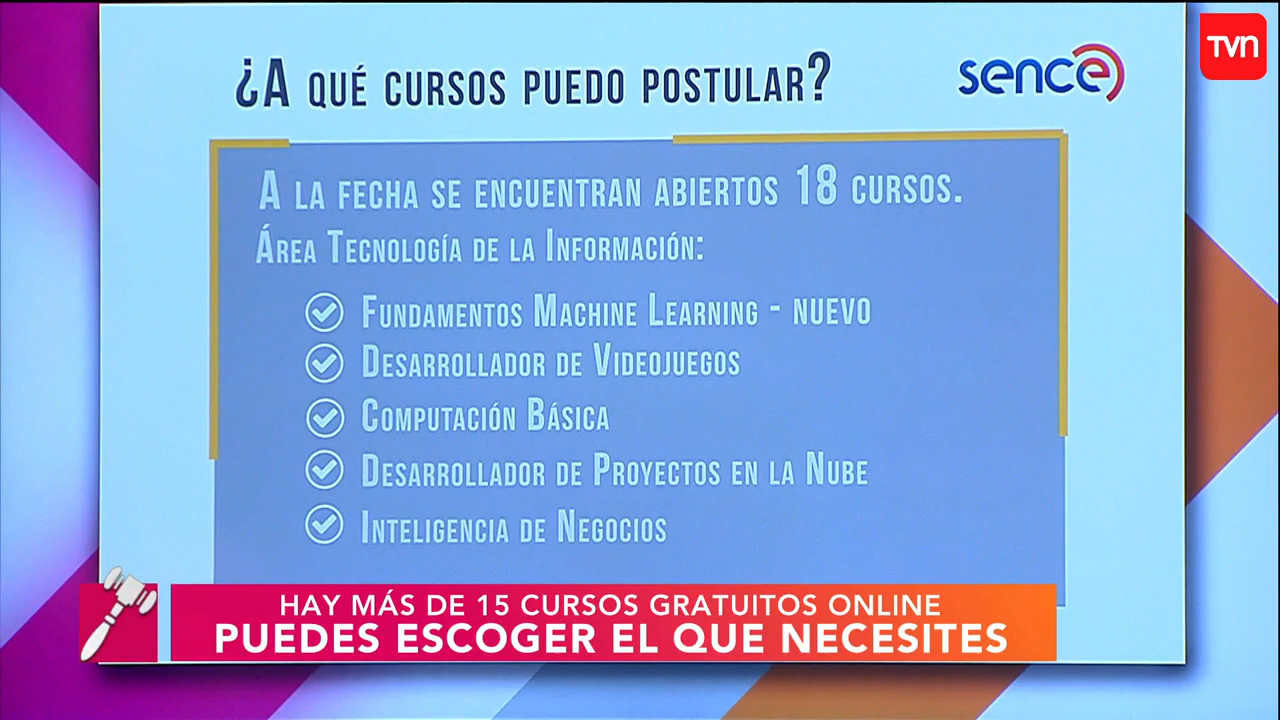 ¿A QUÉ CURSOS PUEDO POSTULAR?
sence
TVN
A LA FECHA SE ENCUENTRAN ABIERTOS 18 CURSOS.
ÁREA TECNOLOGÍA DE LA INFORMACIÓN:
FUNDAMENTOS MACHINE LEARNING - NUEVO
DESARROLLADOR DE VIDEOJUEGOS
COMPUTACIÓN BÁSICA
DESARROLLADOR DE PROYECTOS EN LA NUBE
INTELIGENCIA DE NEGOCIOS
HAY MÁS DE 15 CURSOS GRATUITOS ONLINE
PUEDES ESCOGER EL QUE NECESITES